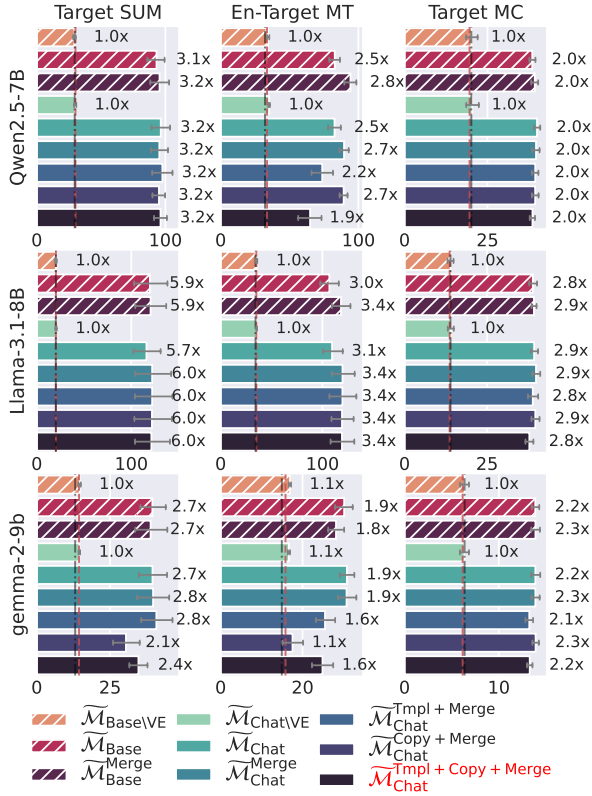 Target SUM En-Target MT Target MC
Qwen2.5-7B
1.0x 1.0x 1.0x
3.1x 2.5x 2.0x
3.2x 2.8x 2.0x
1.0x 1.0x 1.0x
3.2x 2.5x 2.0x
3.2x 2.7x 2.0x
3.2x 2.2x 2.0x
3.2x 2.7x 2.0x
3.2x 1.9x 2.0x
0 100 0 100 0 25
Llama-3.1-8B
1.0x 1.0x 1.0x
5.9x 3.0x 2.8x
5.9x 3.4x 2.9x
1.0x 1.0x 1.0x
5.7x 3.1x 2.9x
6.0x 3.4x 2.9x
6.0x 3.4x 2.8x
6.0x 3.4x 2.9x
6.0x 3.4x 2.8x
0 100 0 100 0 25
gemma-2-9b
1.0x 1.1x 1.0x
2.7x 1.9x 2.2x
2.7x 1.8x 2.3x
1.0x 1.1x 1.0x
2.7x 1.9x 2.2x
2.8x 1.9x 2.3x
2.8x 1.6x 2.1x
2.1x 1.1x 2.3x
2.4x 1.6x 2.2x
0 25 0 20 0 10
M̃ Base\VE M̃ Chat\VE M̃ Tmpl + Merge Chat
M̃ Base M̃ Chat M̃ Copy + Merge Chat
M̃ Merge Base M̃ Merge Chat M̃ Tmpl + Copy + Merge Chat